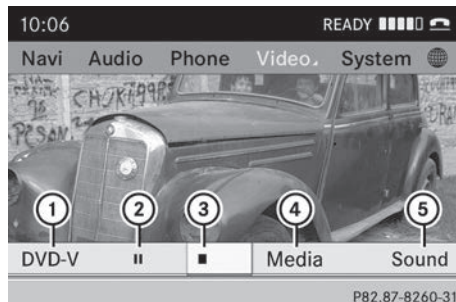 10:06 READY
Navi Audio Phone Video System
1 2 3 4 5
DVD-V Media Sound
P82.87-8260-31